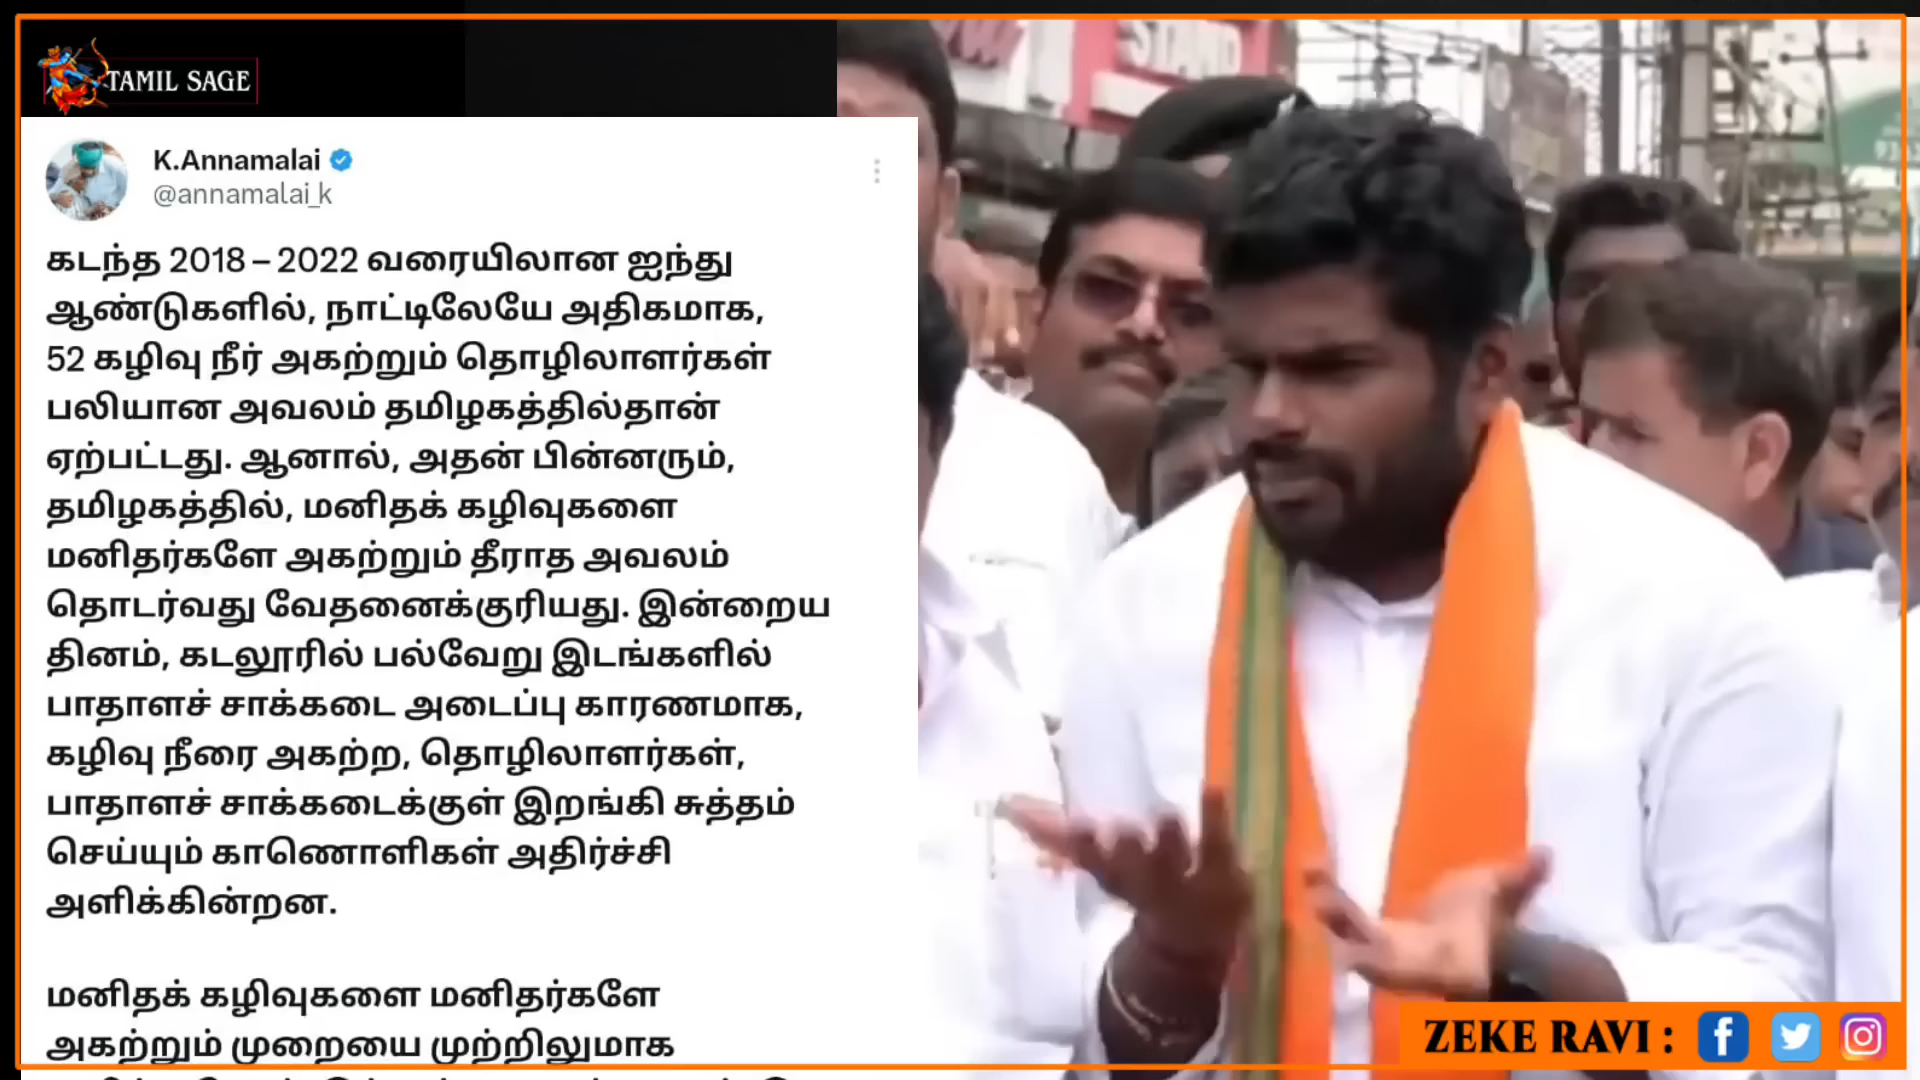 TAMIL SAGE
K.Annamalai
@annamalai_k
கடந்த 2018 – 2022 வரையிலான ஐந்து
ஆண்டுகளில், நாட்டிலேயே அதிகமாக,
52 கழிவு நீர் அகற்றும் தொழிலாளர்கள்
பலியான அவலம் தமிழகத்தில்தான்
ஏற்பட்டது. ஆனால், அதன் பின்னரும்,
தமிழகத்தில், மனிதக் கழிவுகளை
மனிதர்களே அகற்றும் தீராத அவலம்
தொடர்வது வேதனைக்குரியது. இன்றைய
தினம், கடலூரில் பல்வேறு இடங்களில்
பாதாளச் சாக்கடை அடைப்பு காரணமாக,
கழிவு நீரை அகற்ற, தொழிலாளர்கள்,
பாதாளச் சாக்கடைக்குள் இறங்கி சுத்தம்
செய்யும் காணொளிகள் அதிர்ச்சி
அளிக்கின்றன.
மனிதக் கழிவுகளை மனிதர்களே
அகற்றும் முறையை முற்றிலுமாக
STAND
ZEKE RAVI :